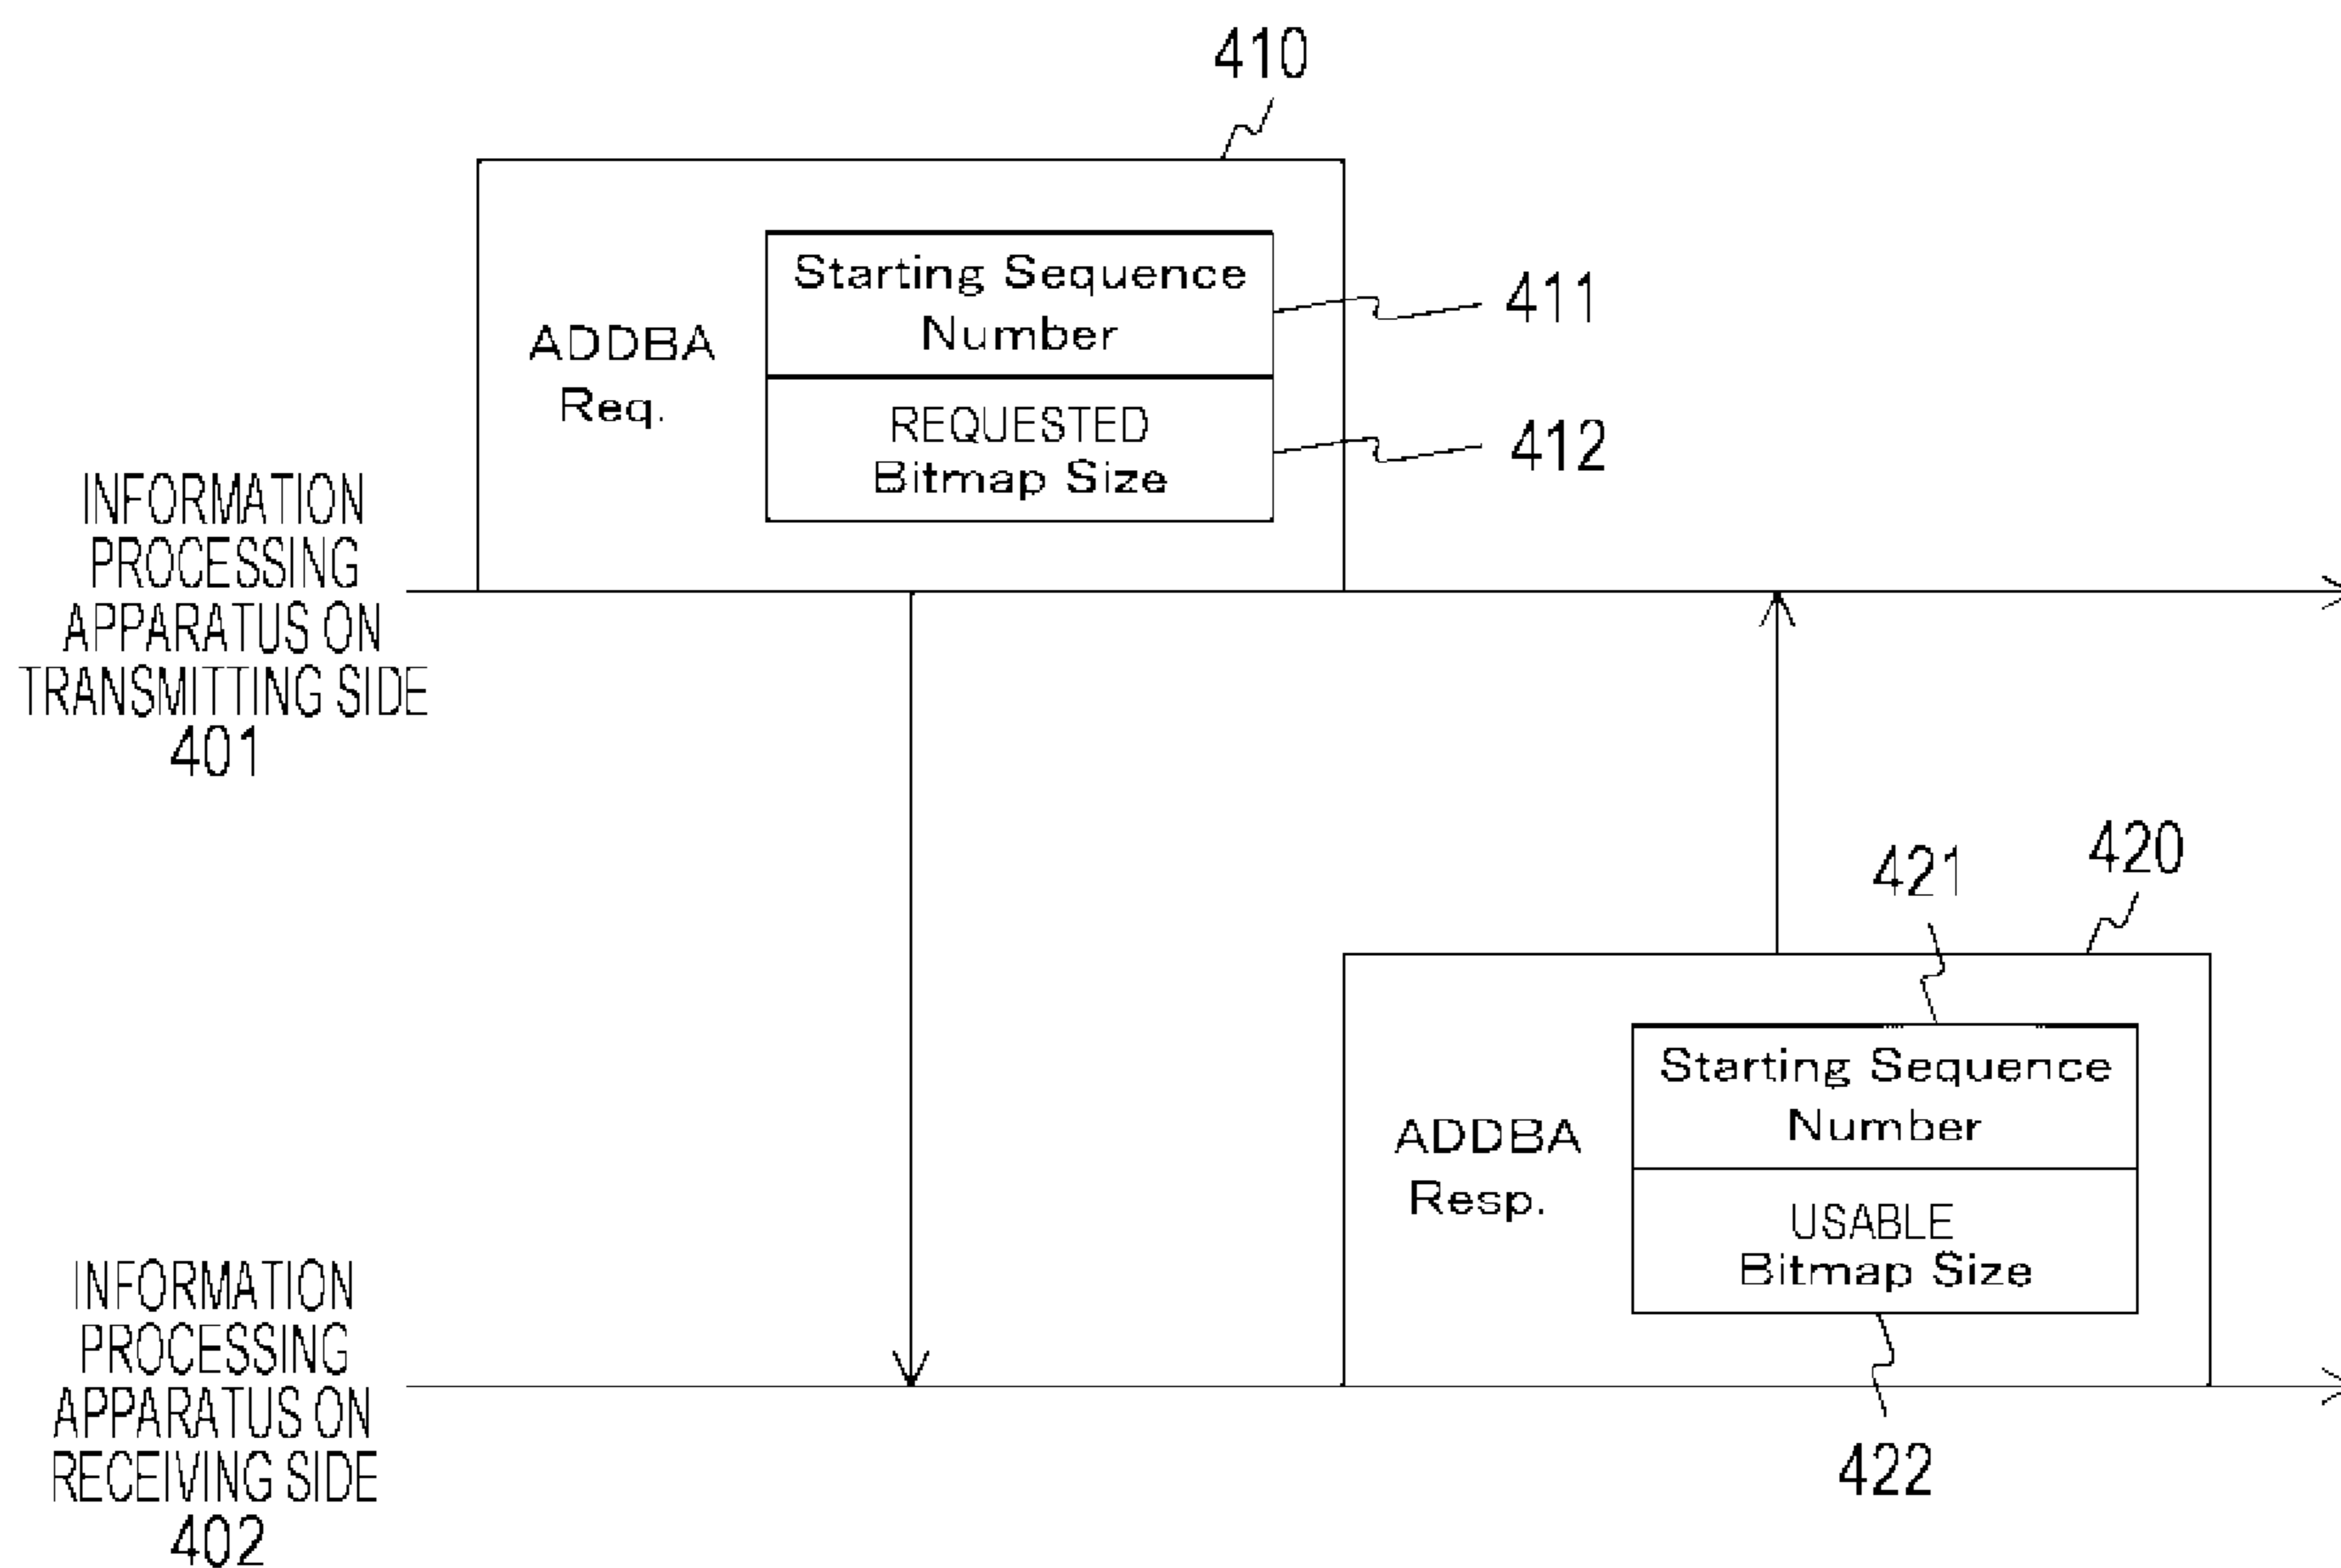 410
Starting Sequence
Number
411
ADDBA
Req.
REQUESTED
Bitmap Size
412
INFORMATION
PROCESSING
APPARATUS ON
TRANSMITTING SIDE
401
420
421
Starting Sequence
Number
ADDBA
Resp.
USABLE
Bitmap Size
422
INFORMATION
PROCESSING
APPARATUS ON
RECEIVING SIDE
402